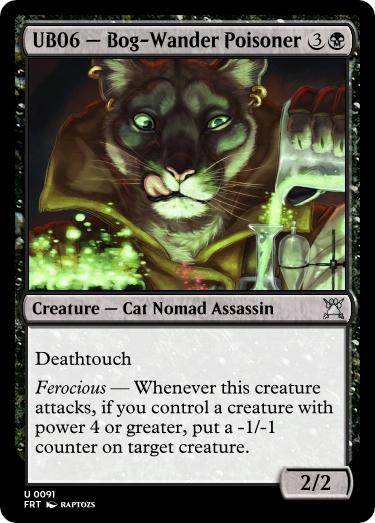 UB06 — Bog-Wander Poisoner 3
Creature — Cat Nomad Assassin
Deathtouch
Ferocious — Whenever this creature
attacks, if you control a creature with
power 4 or greater, put a -1/-1
counter on target creature.
2/2
U 0091
FRT RAPTOZS